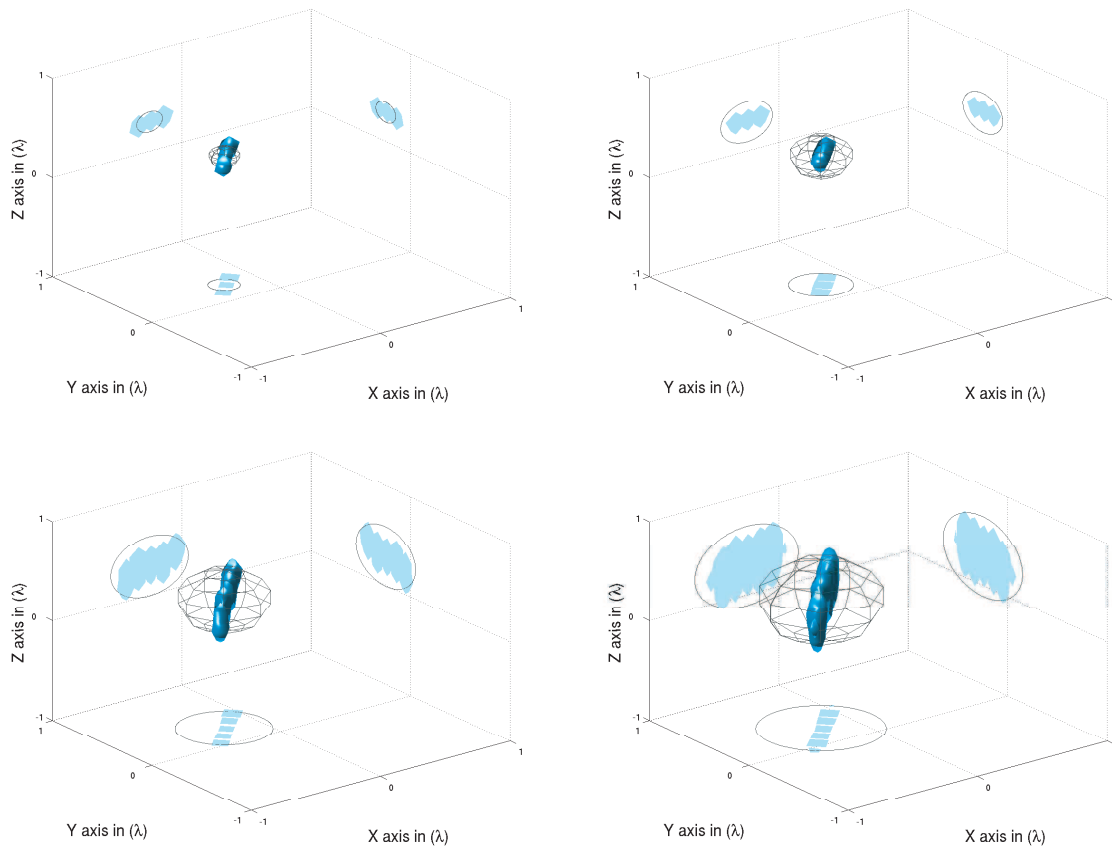 1
0
-1
1
0
-1
-1
0
1
Z axis in (λ)
Y axis in (λ)
X axis in (λ)
1
0
-1
1
0
-1
-1
0
Z axis in (λ)
Y axis in (λ)
X axis in (λ)
1
0
-1
1
0
-1
-1
0
1
Z axis in (λ)
Y axis in (λ)
X axis in (λ)
1
0
-1
1
0
-1
-1
0
Z axis in (λ)
Y axis in (λ)
X axis in (λ)